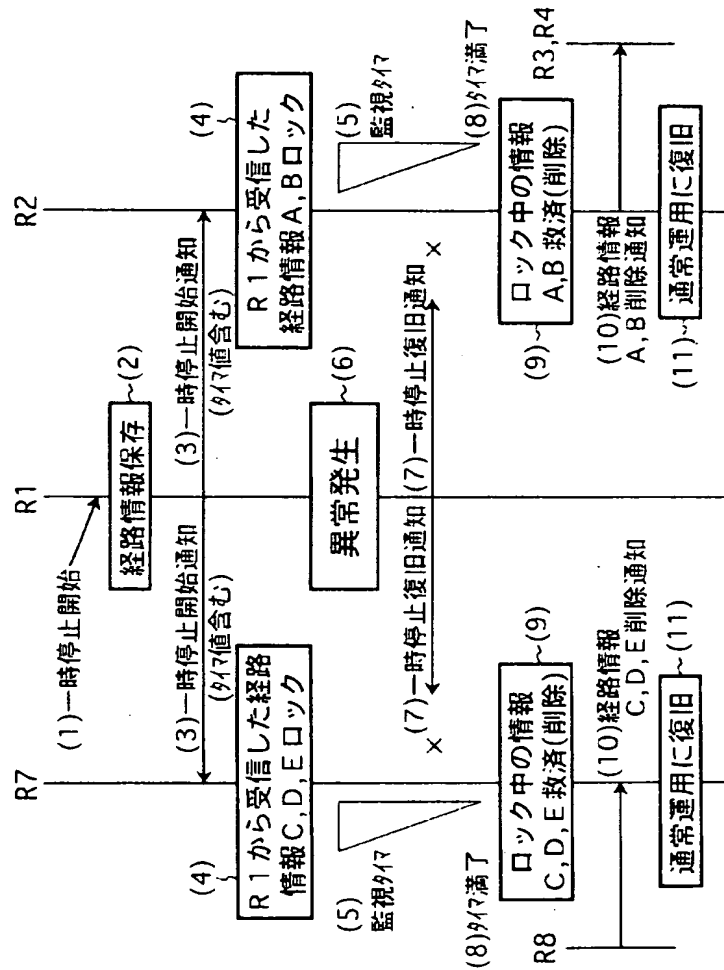 R7
R1
R2
(1)一時停止開始
経路情報保存
(2)
(3)一時停止開始通知
(タイマ値含む)
(3)一時停止開始通知
(タイマ値含む)
(4)
R1から受信した経路
情報C,D,Eロック
(4)
R1から受信した
経路情報A,Bロック
(5)
監視タイマ
(5)
監視タイマ
異常発生
(6)
(7)一時停止復旧通知
(7)一時停止復旧通知
×
×
(8)タイマ満了
(8)タイマ満了
ロック中の情報
C,D,E救済(削除)
(9)
ロック中の情報
A,B救済(削除)
(9)
R8
(10)経路情報
C,D,E削除通知
(10)経路情報
A,B削除通知
R3,R4
通常運用に復旧
(11)
通常運用に復旧
(11)